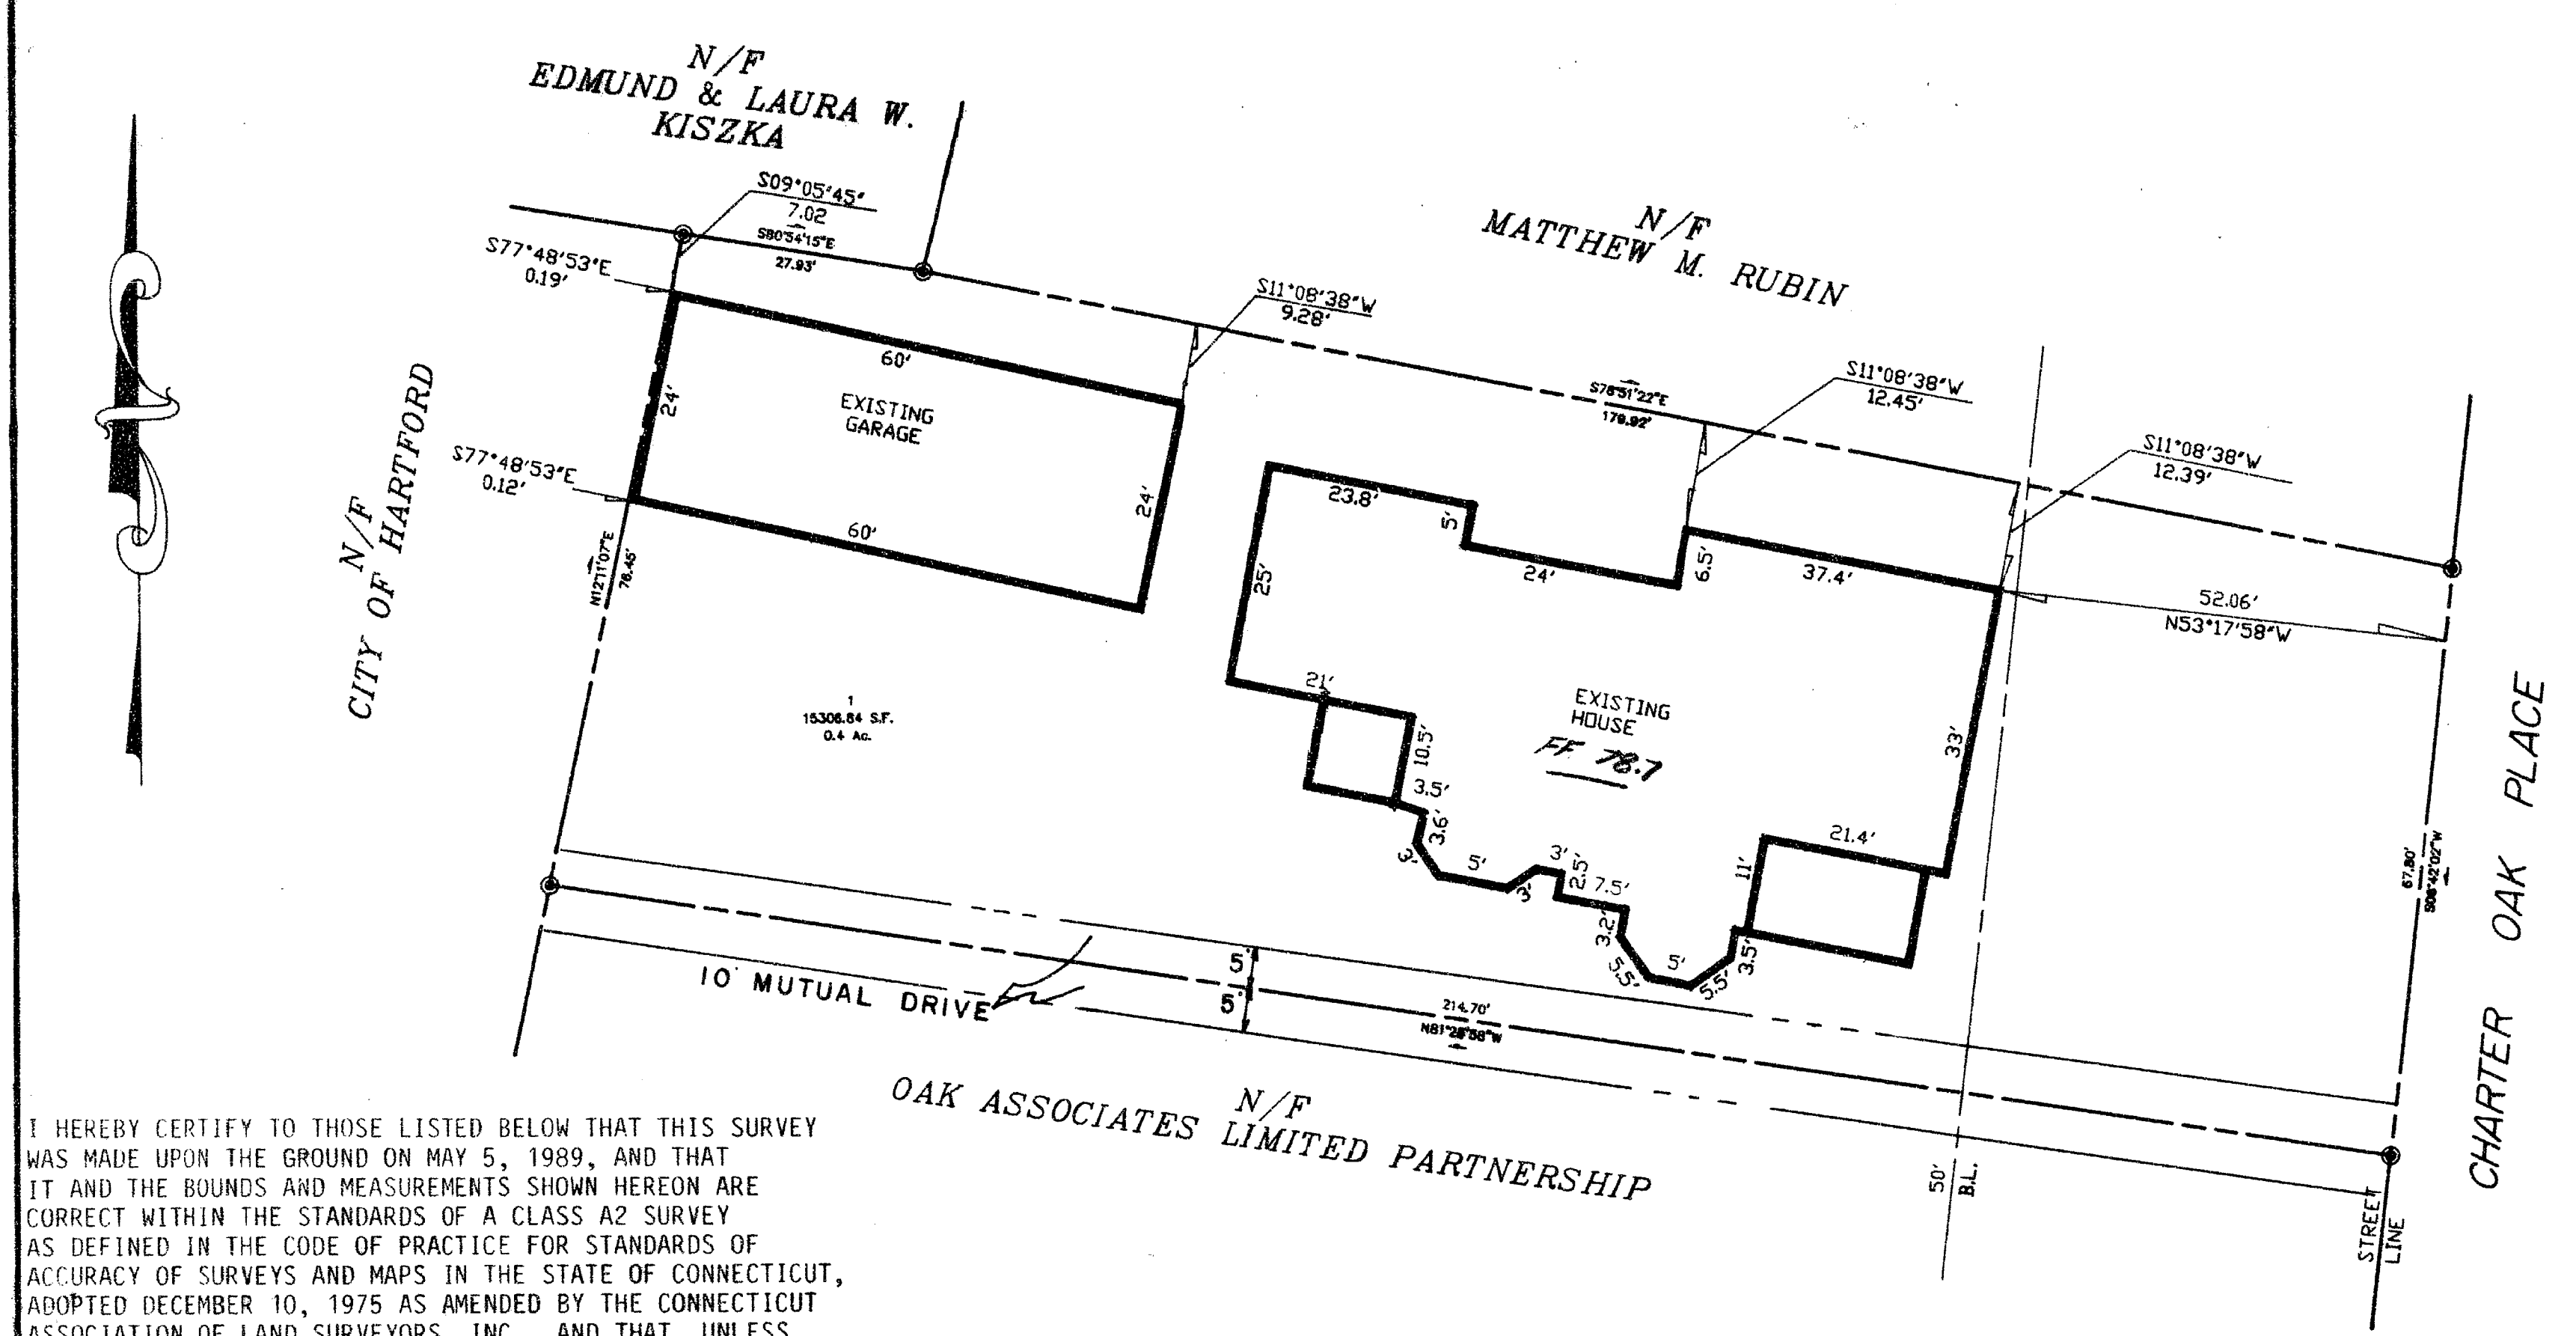 N/F
EDMUND & LAURA W.
KISZKA
S09°05'45"
7.02
S80°54'15"E
27.93'
S77°48'53"E
0.19'
N/F
MATTHEW M. RUBIN
S11°08'38"W
9.28'
60'
24'
EXISTING
GARAGE
24'
60'
S77°48'53"E
0.12'
N12°11'07"E
78.45'
N/F
CITY OF HARTFORD
S78°51'22"E
S11°08'38"W
12.45'
S11°08'38"W
12.39'
23.8'
5'
24'
6.5'
37.4'
25'
52.06'
N53°17'58"W
21'
10.5'
3.5'
3.6'
3'
5'
3'
3'
2.5'
7.5'
3.2'
5.5'
5'
5.5'
3.5'
11'
21.4'
33'
EXISTING
HOUSE
FF 78.7
1
15306.84 S.F.
0.4 Ac.
67.80'
CHARTER OAK PLACE
10' MUTUAL DRIVE
5'
5'
214.70'
N/F
OAK ASSOCIATES LIMITED PARTNERSHIP
50'
B.L.
STREET
LINE
I HEREBY CERTIFY TO THOSE LISTED BELOW THAT THIS SURVEY
WAS MADE UPON THE GROUND ON MAY 5, 1989, AND THAT
IT AND THE BOUNDS AND MEASUREMENTS SHOWN HEREON ARE
CORRECT WITHIN THE STANDARDS OF A CLASS A2 SURVEY
AS DEFINED IN THE CODE OF PRACTICE FOR STANDARDS OF
ACCURACY OF SURVEYS AND MAPS IN THE STATE OF CONNECTICUT,
ADOPTED DECEMBER 10, 1975 AS AMENDED BY THE CONNECTICUT
ASSOCIATION OF LAND SURVEYORS, INC. AND THAT, UNLESS